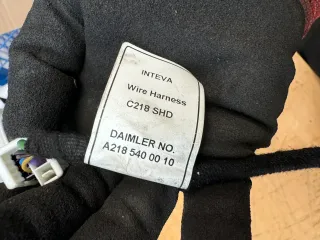 INTEVA
Wire Harness
C218 SHD
DAIMLER NO.
A218 540 00 10